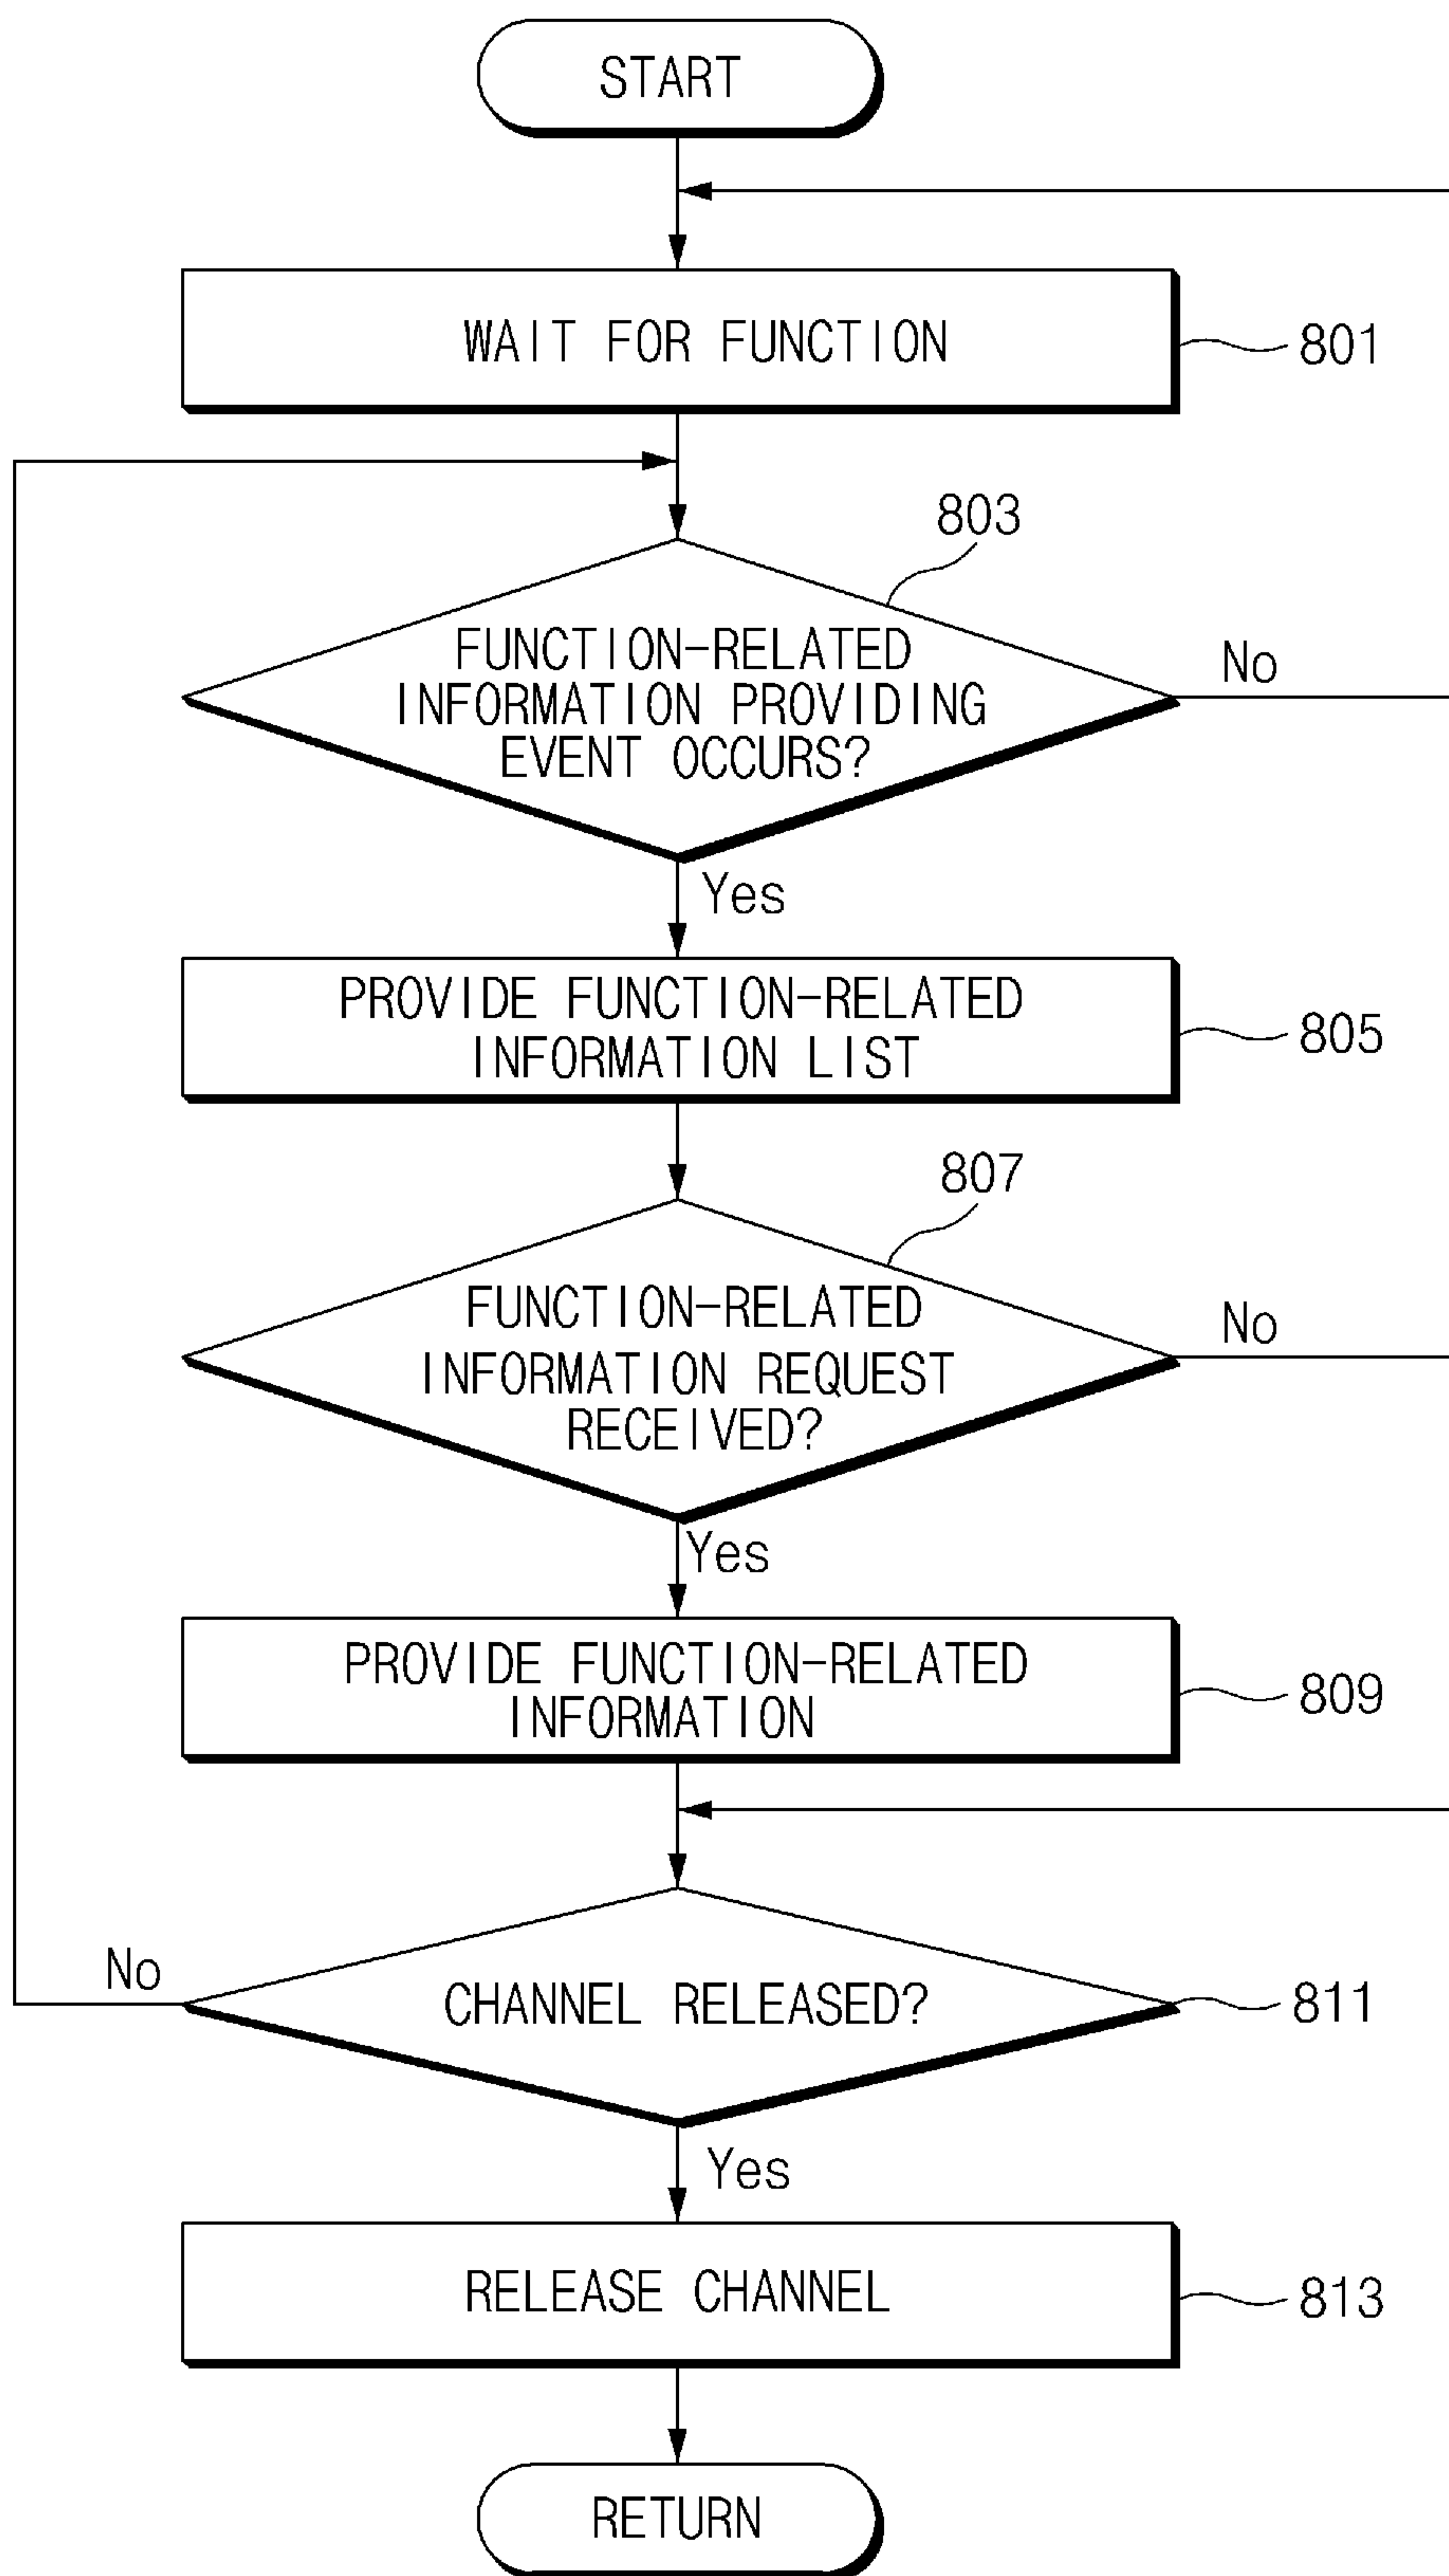 START
WAIT FOR FUNCTION
801
803
FUNCTION-RELATED
INFORMATION PROVIDING
EVENT OCCURS?
No
Yes
PROVIDE FUNCTION-RELATED
INFORMATION LIST
805
807
FUNCTION-RELATED
INFORMATION REQUEST
RECEIVED?
No
Yes
PROVIDE FUNCTION-RELATED
INFORMATION
809
No
CHANNEL RELEASED?
811
Yes
RELEASE CHANNEL
813
RETURN